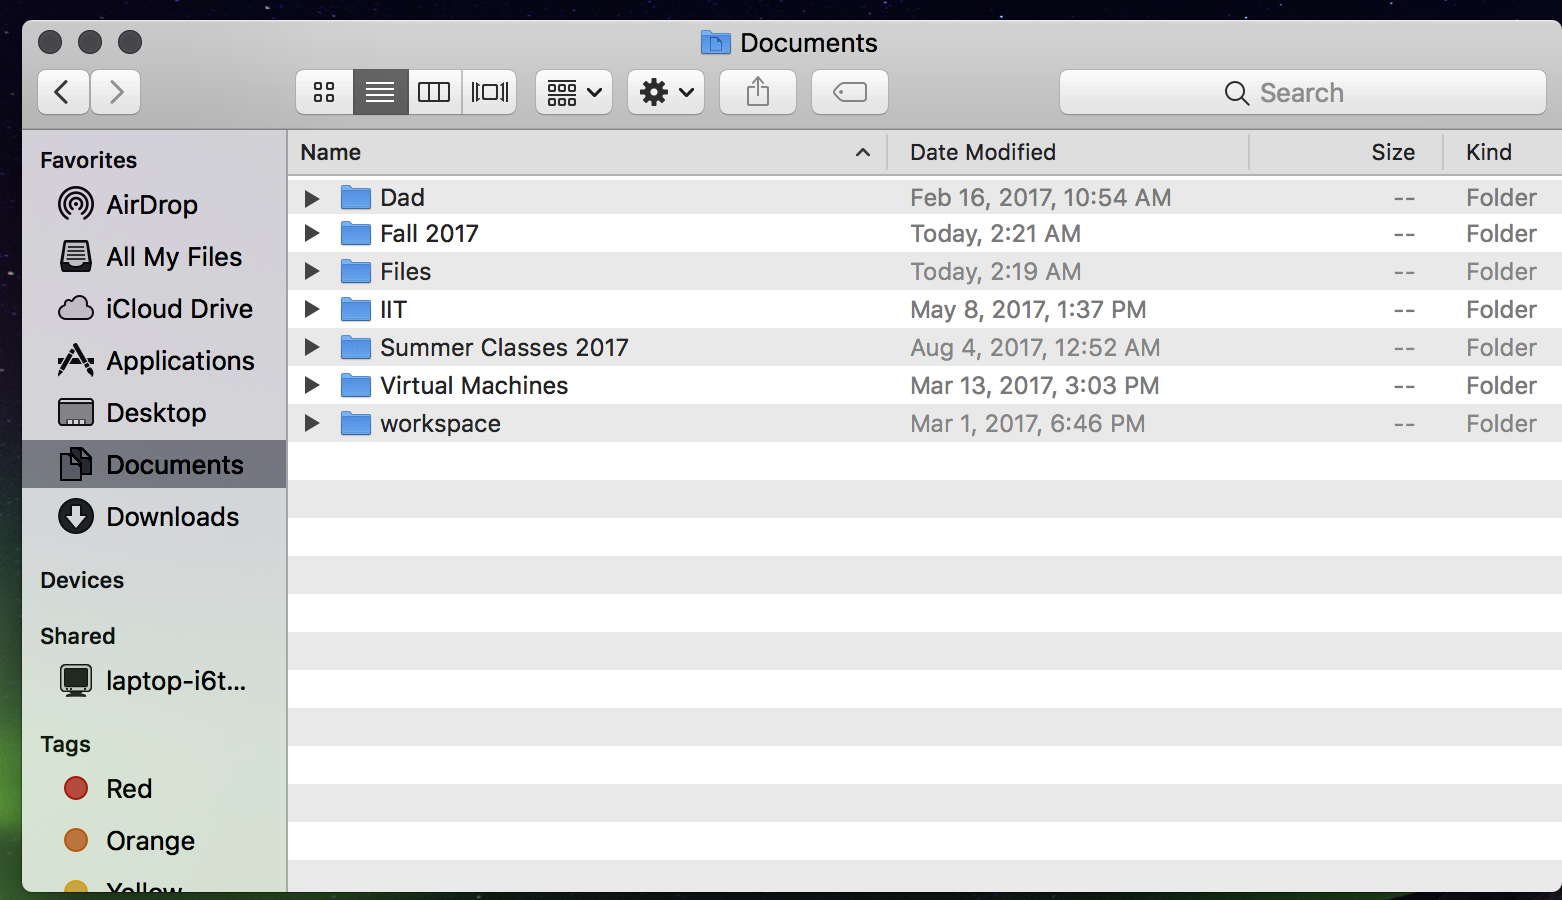 Documents
Search
Favorites
AirDrop
All My Files
iCloud Drive
Applications
Desktop
Documents
Downloads
Devices
Shared
laptop-i6t...
Tags
Red
Orange
Yellow
Name Date Modified Size Kind
Dad Feb 16, 2017, 10:54 AM -- Folder
Fall 2017 Today, 2:21 AM -- Folder
Files Today, 2:19 AM -- Folder
IIT May 8, 2017, 1:37 PM -- Folder
Summer Classes 2017 Aug 4, 2017, 12:52 AM -- Folder
Virtual Machines Mar 13, 2017, 3:03 PM -- Folder
workspace Mar 1, 2017, 6:46 PM -- Folder